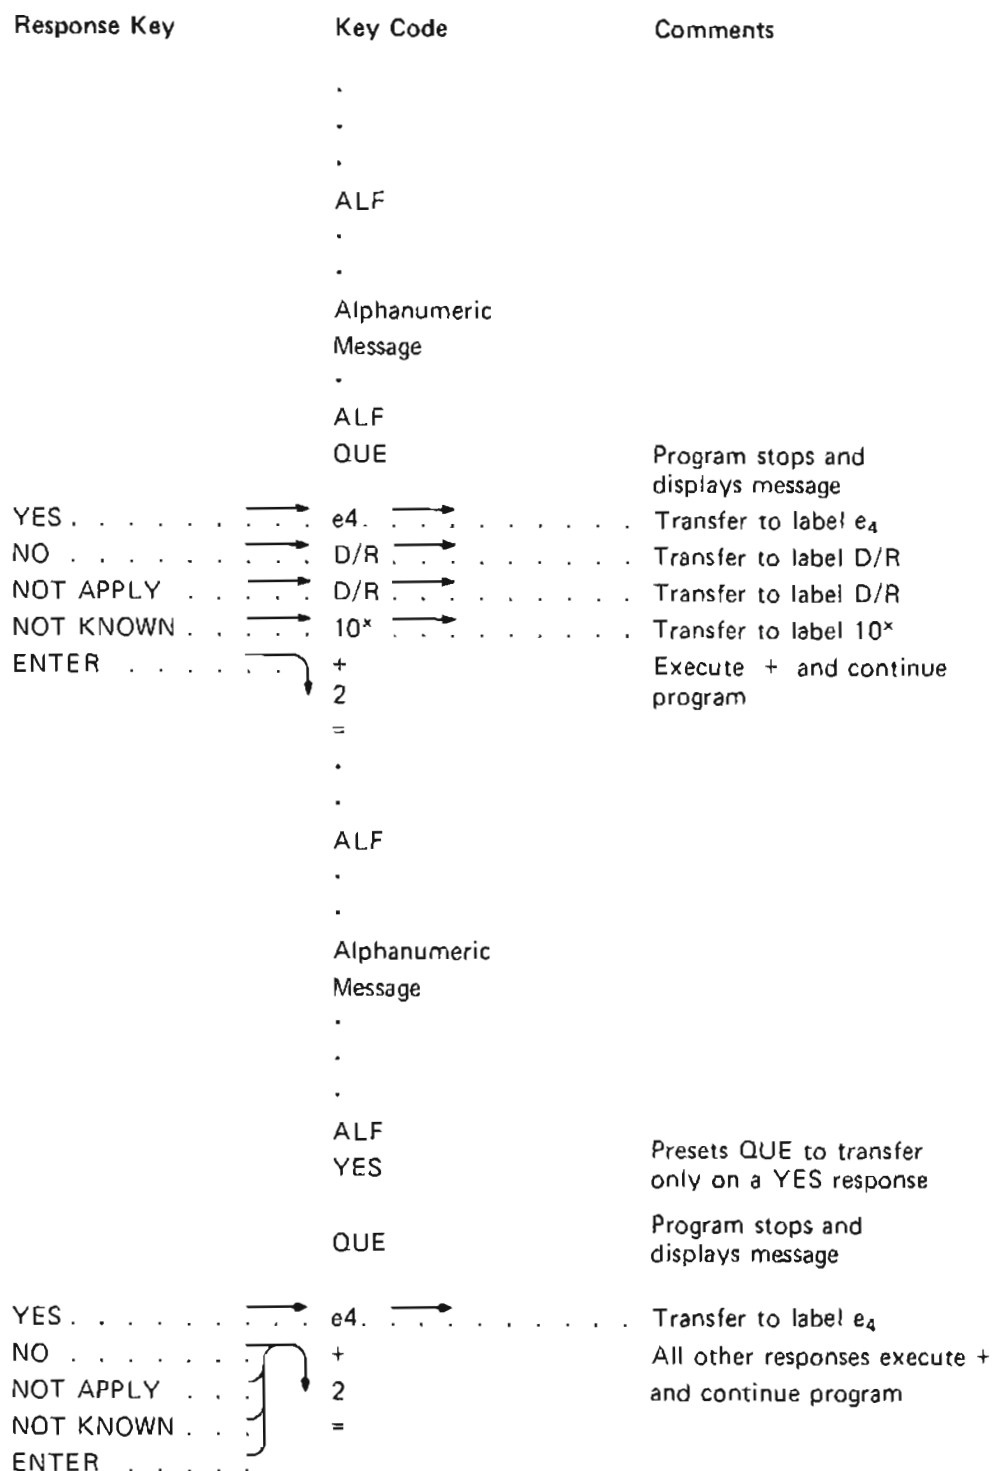 Response Key Key Code Comments
.
.
.
ALF
.
.
Alphanumeric
Message
.
ALF
QUE Program stops and
displays message
YES . . . . . . . . . e4 . . . . . . . . . . Transfer to label e₄
NO . . . . . . . . . D/R . . . . . . . . . Transfer to label D/R
NOT APPLY . . . . . D/R . . . . . . . . . Transfer to label D/R
NOT KNOWN . . . . . 10ˣ . . . . . . . . . Transfer to label 10ˣ
ENTER . . . . . . + Execute + and continue
2 program
=
.
.
ALF
.
.
Alphanumeric
Message
.
.
.
ALF Presets QUE to transfer
YES only on a YES response
QUE Program stops and
displays message
YES . . . . . . . . . e4 . . . . . . . . . . Transfer to label e₄
NO . . . . . . . + All other responses execute +
NOT APPLY . . . 2 and continue program
NOT KNOWN . . . =
ENTER . . . . .